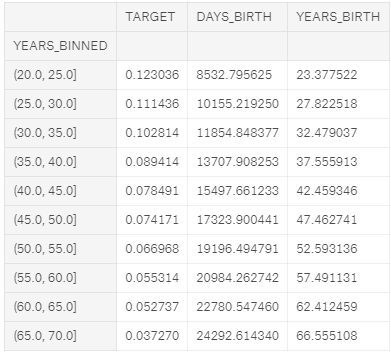 TARGET DAYS_BIRTH YEARS_BIRTH
YEARS_BINNED
(20.0, 25.0] 0.123036 8532.795625 23.377522
(25.0, 30.0] 0.111436 10155.219250 27.822518
(30.0, 35.0] 0.102814 11854.848377 32.479037
(35.0, 40.0] 0.089414 13707.908253 37.555913
(40.0, 45.0] 0.078491 15497.661233 42.459346
(45.0, 50.0] 0.074171 17323.900441 47.462741
(50.0, 55.0] 0.066968 19196.494791 52.593136
(55.0, 60.0] 0.055314 20984.262742 57.491131
(60.0, 65.0] 0.052737 22780.547460 62.412459
(65.0, 70.0] 0.037270 24292.614340 66.555108